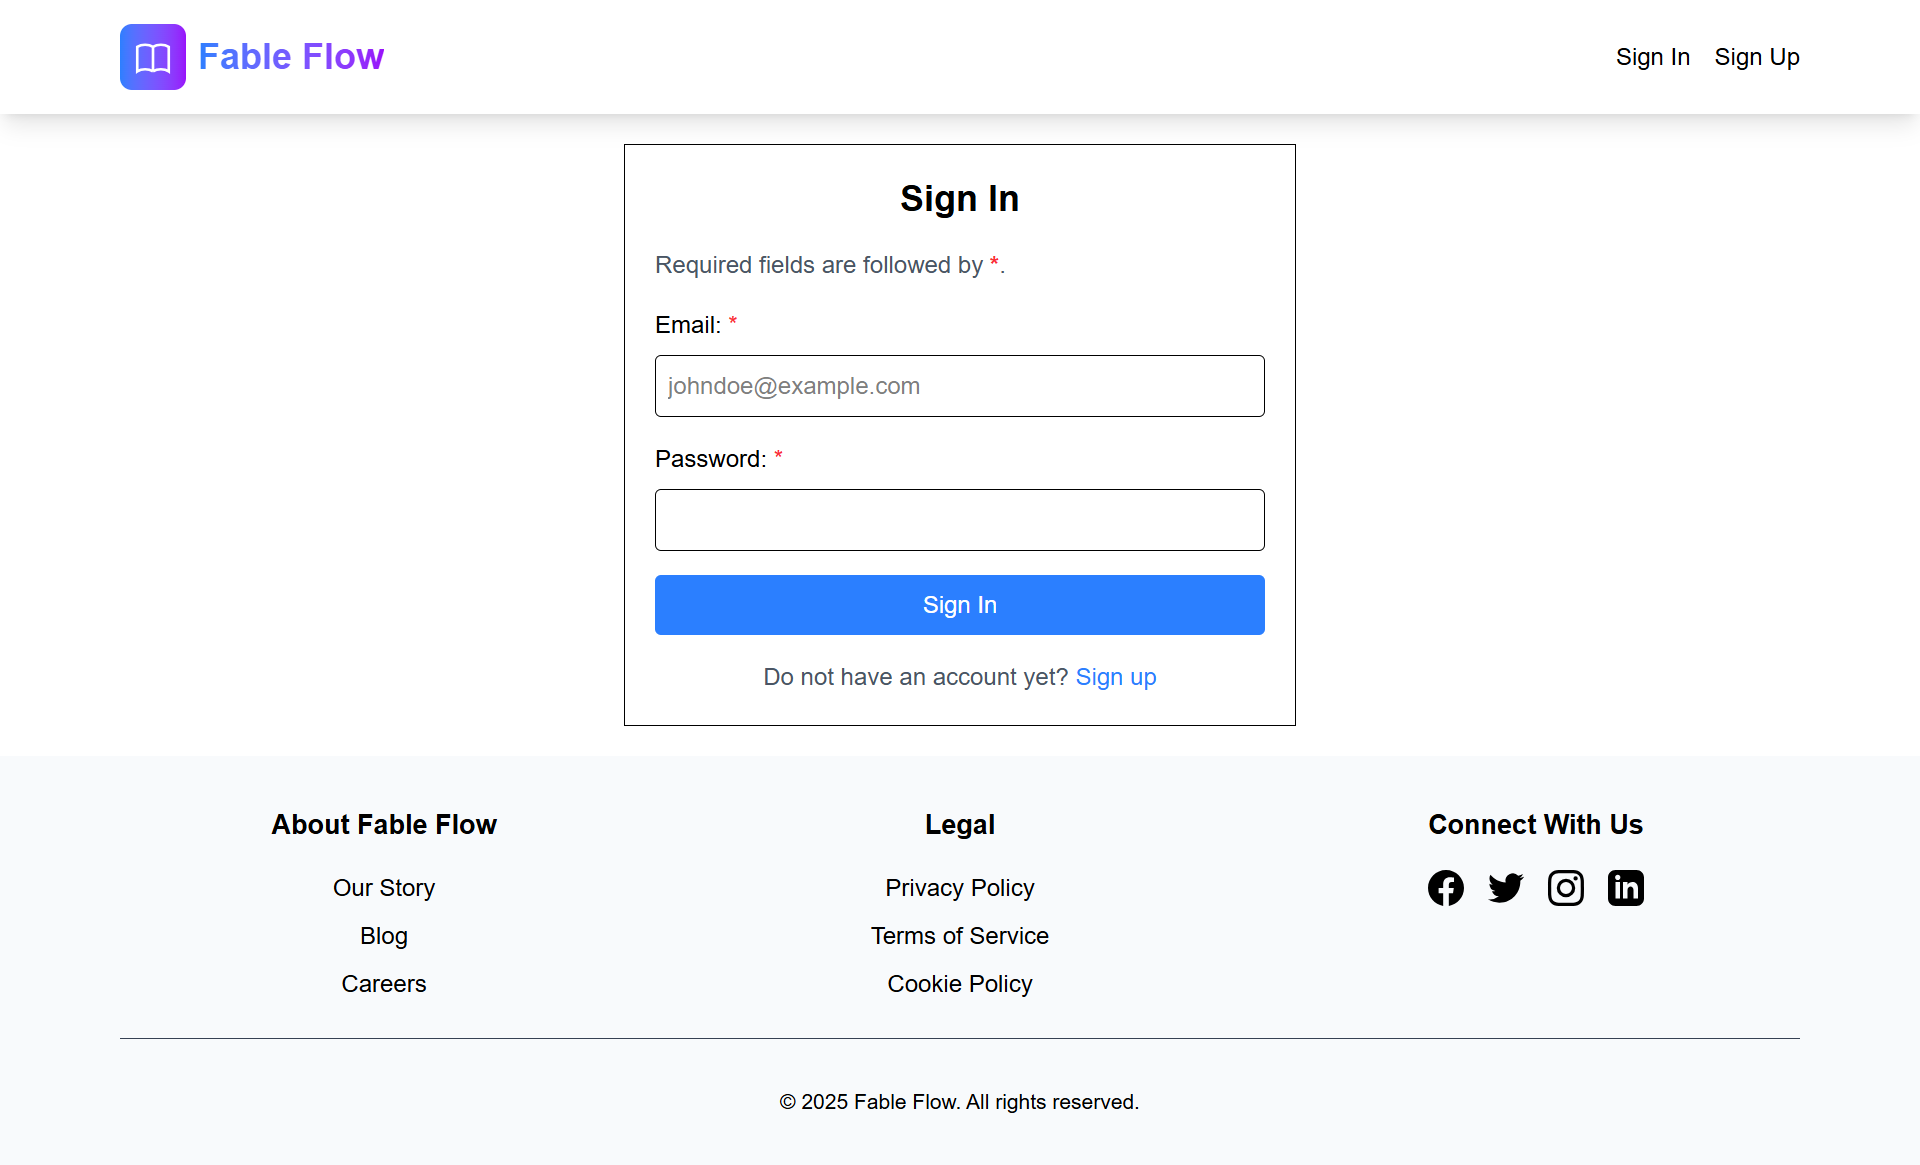 Fable Flow
Sign In Sign Up
Sign In
Required fields are followed by *.
Email: *
johndoe@example.com
Password: *
Sign In
Do not have an account yet? Sign up
About Fable Flow
Our Story
Blog
Careers
Legal
Privacy Policy
Terms of Service
Cookie Policy
Connect With Us
© 2025 Fable Flow. All rights reserved.